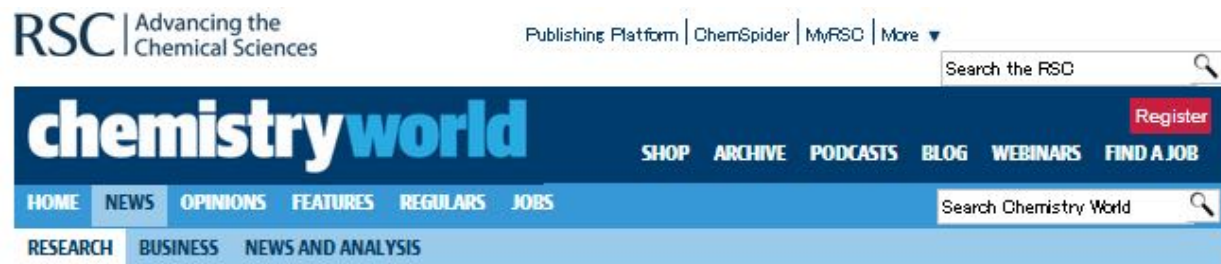 RSC | Advancing the
Chemical Sciences
Publishing Platform | ChemSpider | MyRSC | More ▼
Search the RSC
Register
chemistryworld
SHOP ARCHIVE PODCASTS BLOG WEBINARS FIND A JOB
HOME NEWS OPINIONS FEATURES REGULARS JOBS
Search Chemistry World
RESEARCH BUSINESS NEWS AND ANALYSIS